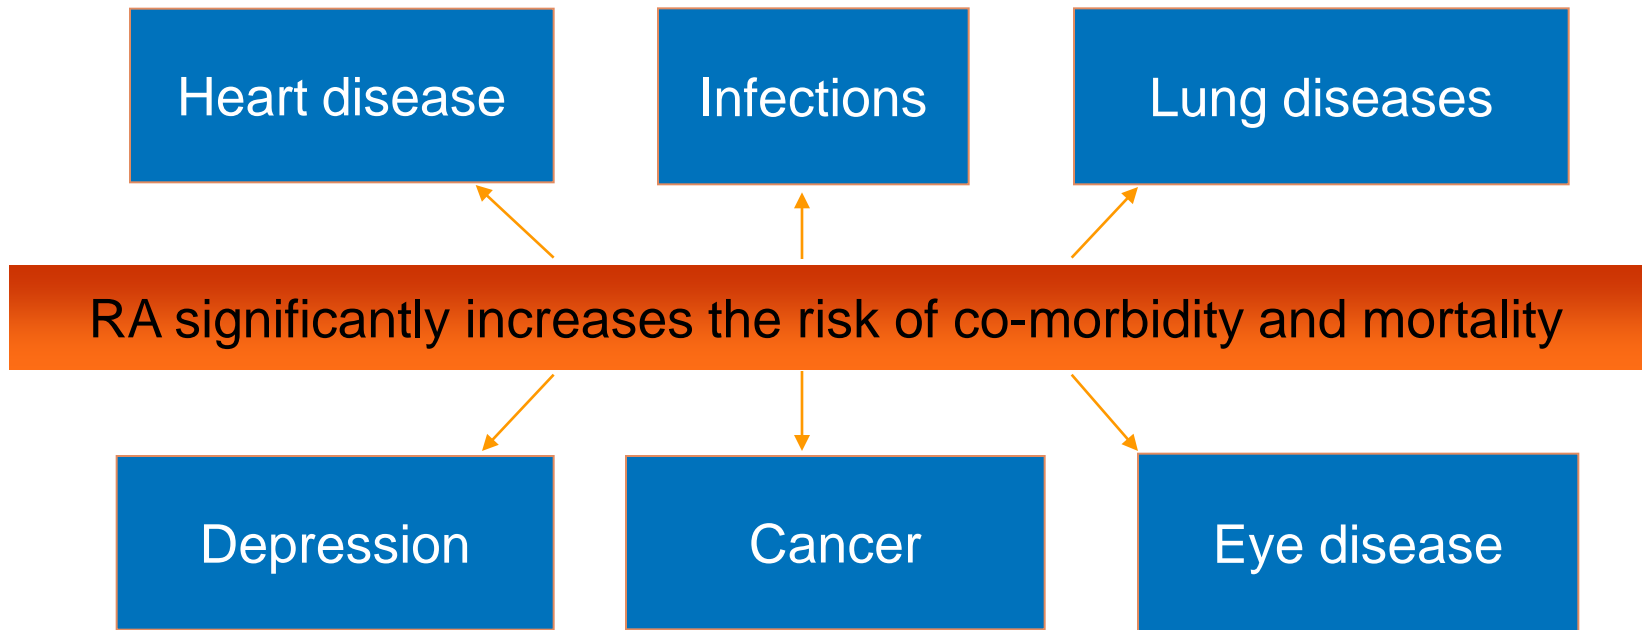 Heart disease
Infections
Lung diseases
RA significantly increases the risk of co-morbidity and mortality
Depression
Cancer
Eye disease